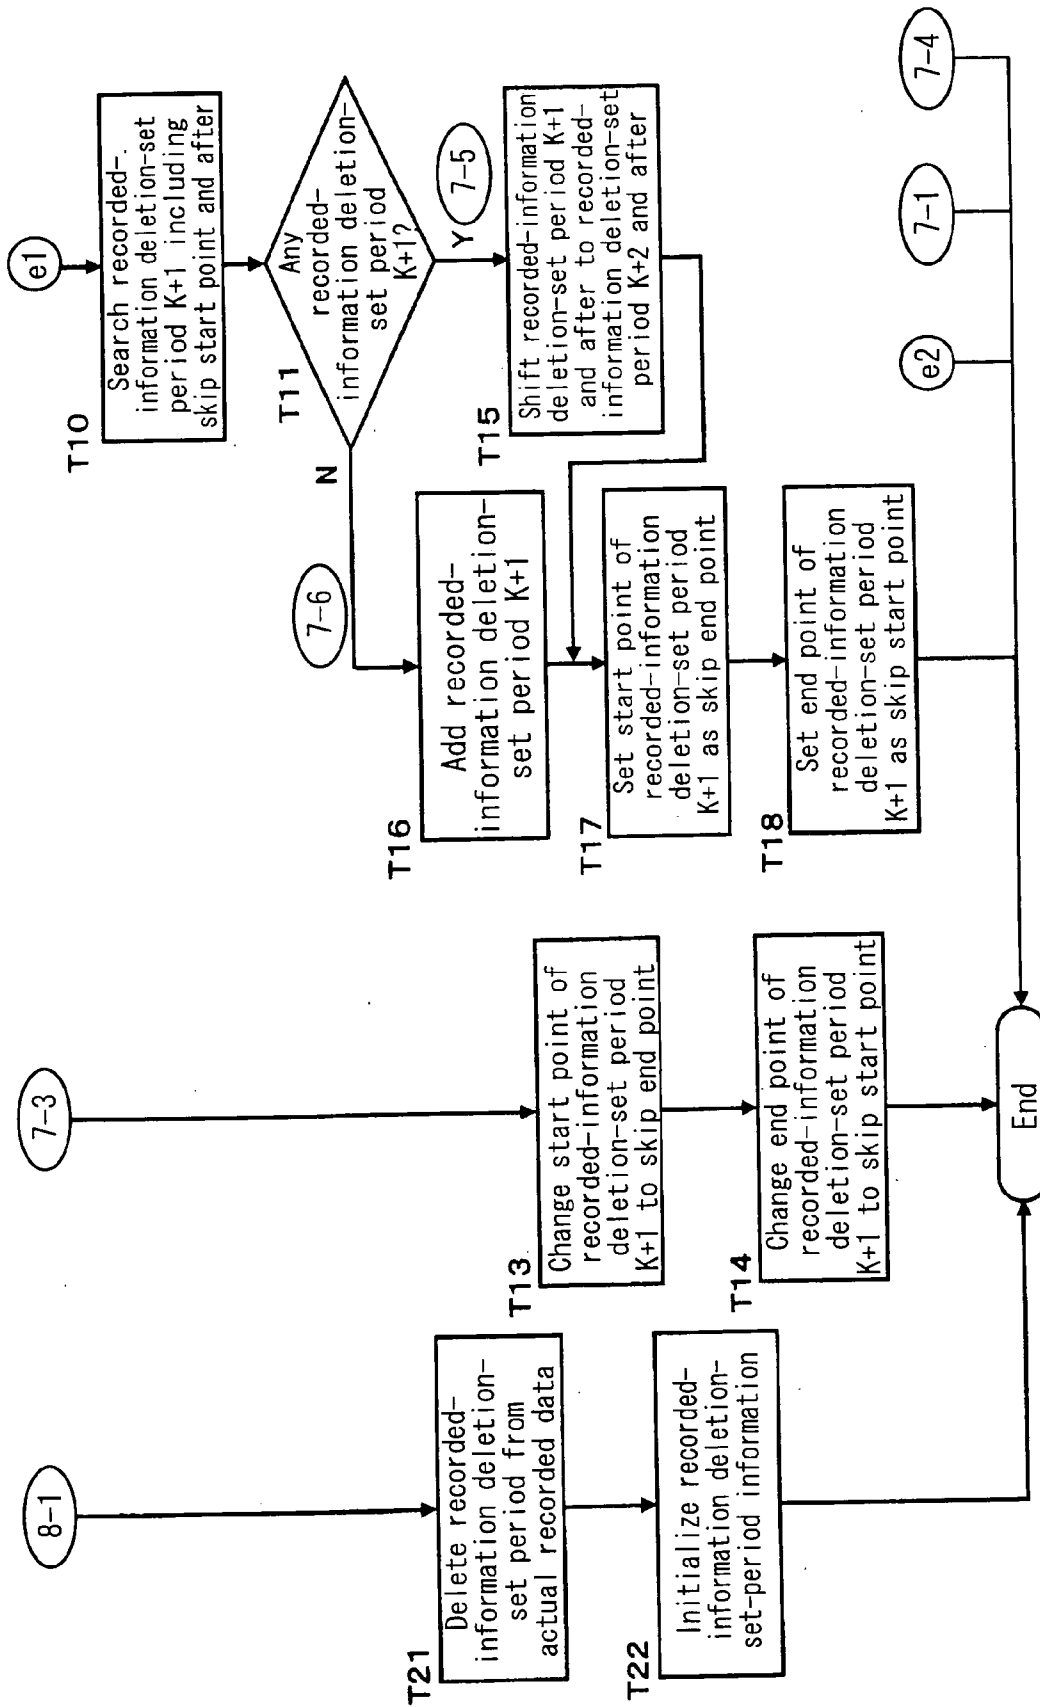 8-1
T21
Delete recorded-
information deletion-
set period from
actual recorded data
T22
Initialize recorded-
information deletion-
set-period information
7-3
T13
Change start point of
recorded-information
deletion-set period
K+1 to skip end point
T14
Change end point of
recorded-information
deletion-set period
K+1 to skip start point
End
e1
T10
Search recorded-.
information deletion-set
period K+1 including
skip start point and after
T11
Any
recorded-
information deletion-
set period
K+1?
N
Y
7-5
T15
Shift recorded-information
deletion-set period K+1
and after to recorded-
information deletion-set
period K+2 and after
7-6
T16
Add recorded-
information deletion-
set period K+1
T17
Set start point of
recorded-information
deletion-set period
K+1 as skip end point
T18
Set end point of
recorded-information
deletion-set period
K+1 as skip start point
e2
7-1
7-4